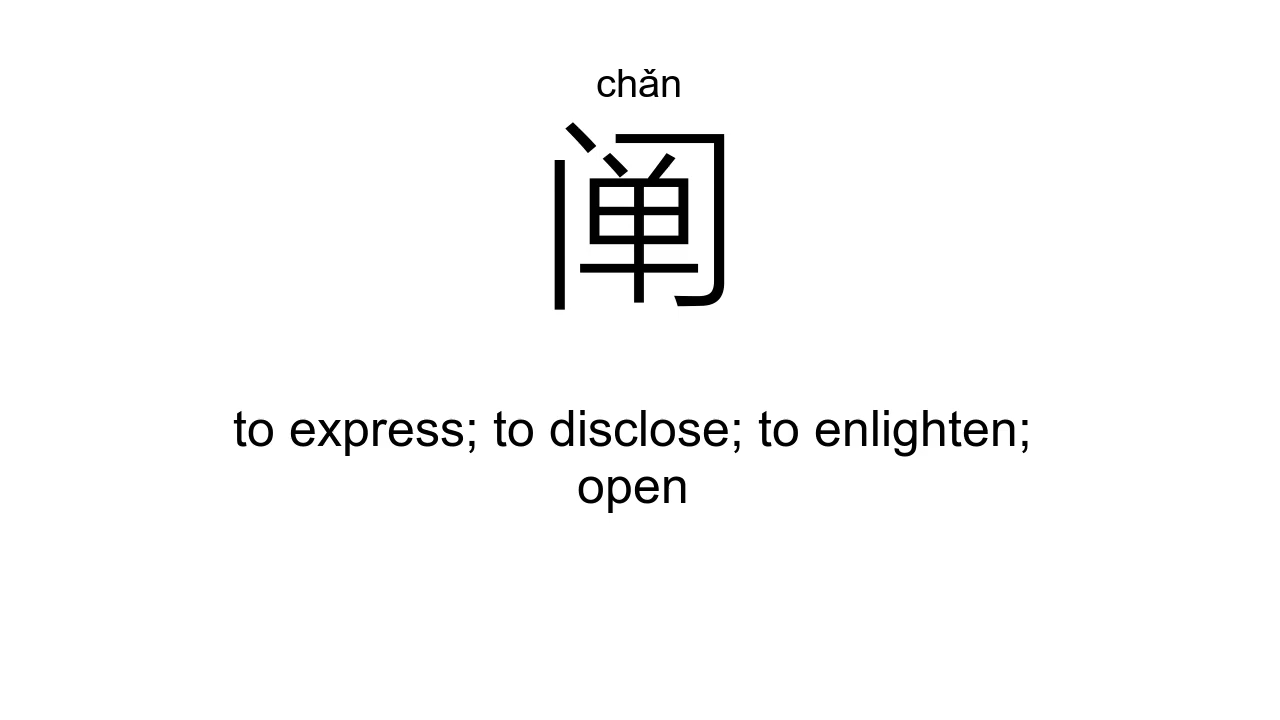 chǎn
阐
to express; to disclose; to enlighten;
open